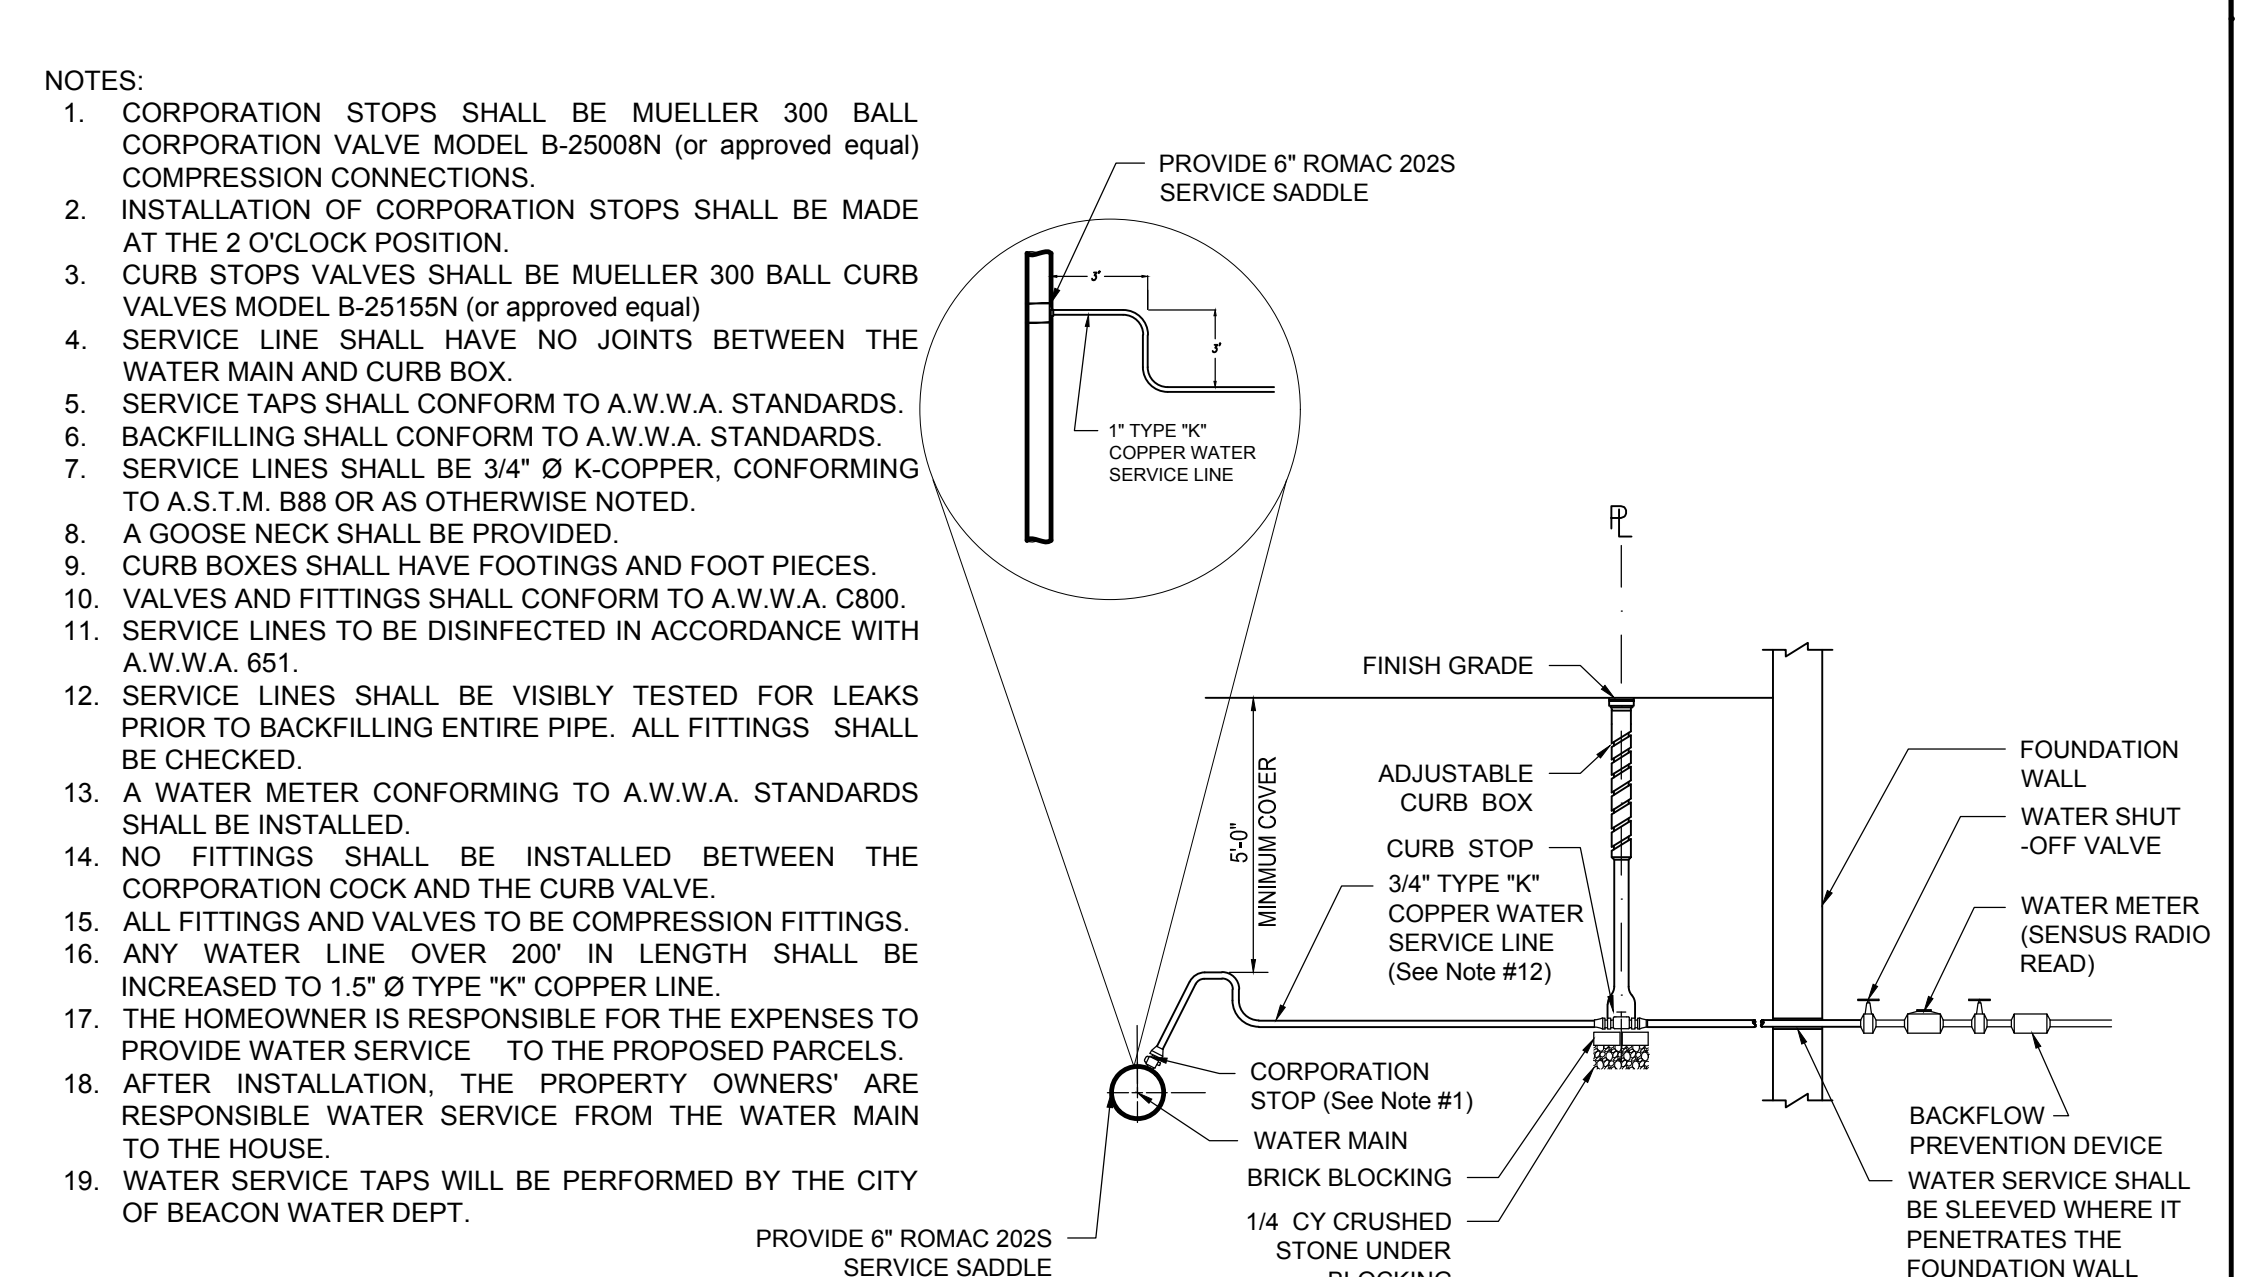 NOTES:
1. CORPORATION STOPS SHALL BE MUELLER 300 BALL
CORPORATION VALVE MODEL B-25008N (or approved equal)
COMPRESSION CONNECTIONS.
2. INSTALLATION OF CORPORATION STOPS SHALL BE MADE
AT THE 2 O'CLOCK POSITION.
3. CURB STOPS VALVES SHALL BE MUELLER 300 BALL CURB
VALVES MODEL B-25155N (or approved equal)
4. SERVICE LINE SHALL HAVE NO JOINTS BETWEEN THE
WATER MAIN AND CURB BOX.
5. SERVICE TAPS SHALL CONFORM TO A.W.W.A. STANDARDS.
6. BACKFILLING SHALL CONFORM TO A.W.W.A. STANDARDS.
7. SERVICE LINES SHALL BE 3/4" Ø K-COPPER, CONFORMING
TO A.S.T.M. B88 OR AS OTHERWISE NOTED.
8. A GOOSE NECK SHALL BE PROVIDED.
9. CURB BOXES SHALL HAVE FOOTINGS AND FOOT PIECES.
10. VALVES AND FITTINGS SHALL CONFORM TO A.W.W.A. C800.
11. SERVICE LINES TO BE DISINFECTED IN ACCORDANCE WITH
A.W.W.A. 651.
12. SERVICE LINES SHALL BE VISIBLY TESTED FOR LEAKS
PRIOR TO BACKFILLING ENTIRE PIPE. ALL FITTINGS SHALL
BE CHECKED.
13. A WATER METER CONFORMING TO A.W.W.A. STANDARDS
SHALL BE INSTALLED.
14. NO FITTINGS SHALL BE INSTALLED BETWEEN THE
CORPORATION COCK AND THE CURB VALVE.
15. ALL FITTINGS AND VALVES TO BE COMPRESSION FITTINGS.
16. ANY WATER LINE OVER 200' IN LENGTH SHALL BE
INCREASED TO 1.5" Ø TYPE "K" COPPER LINE.
17. THE HOMEOWNER IS RESPONSIBLE FOR THE EXPENSES TO
PROVIDE WATER SERVICE TO THE PROPOSED PARCELS.
18. AFTER INSTALLATION, THE PROPERTY OWNERS' ARE
RESPONSIBLE WATER SERVICE FROM THE WATER MAIN
TO THE HOUSE.
19. WATER SERVICE TAPS WILL BE PERFORMED BY THE CITY
OF BEACON WATER DEPT.
PROVIDE 6" ROMAC 202S
SERVICE SADDLE
3'
3'
1" TYPE "K"
COPPER WATER
SERVICE LINE
PL
FINISH GRADE
5'-0"
MINIMUM COVER
ADJUSTABLE
CURB BOX
CURB STOP
3/4" TYPE "K"
COPPER WATER
SERVICE LINE
(See Note #12)
FOUNDATION
WALL
WATER SHUT
-OFF VALVE
WATER METER
(SENSUS RADIO
READ)
CORPORATION
STOP (See Note #1)
WATER MAIN
BRICK BLOCKING
1/4 CY CRUSHED
STONE UNDER
BLOCKING
PROVIDE 6" ROMAC 202S
SERVICE SADDLE
BACKFLOW
PREVENTION DEVICE
WATER SERVICE SHALL
BE SLEEVED WHERE IT
PENETRATES THE
FOUNDATION WALL